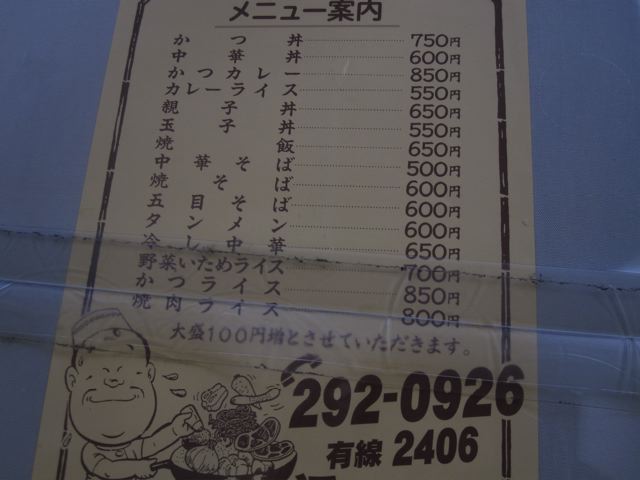 メニュー案内
かつ丼 750円
中華丼 600円
かつカレー 850円
カレーライス 550円
親子丼 650円
玉子丼 550円
焼飯 650円
中華そば 500円
焼そば 600円
五目そば 600円
タンメン 600円
冷し中華 650円
野菜いためライス 700円
かつライス 850円
焼肉ライス 800円
大盛100円増とさせていただきます。
292-0926
有線 2406